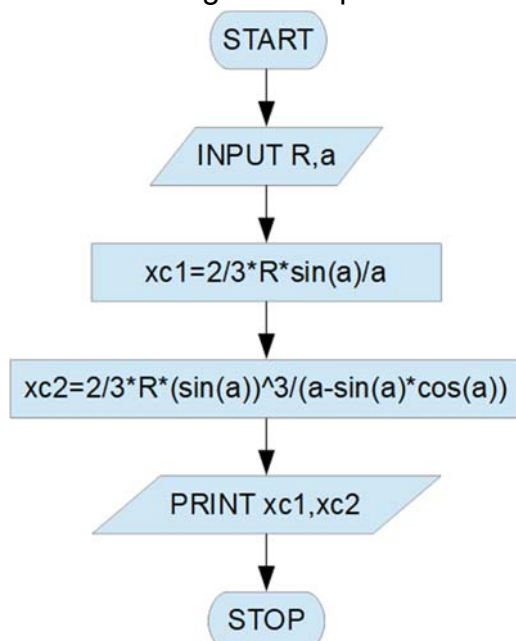 START
INPUT R,a
xc1=2/3*R*sin(a)/a
xc2=2/3*R*(sin(a))^3/(a-sin(a)*cos(a))
PRINT xc1,xc2
STOP